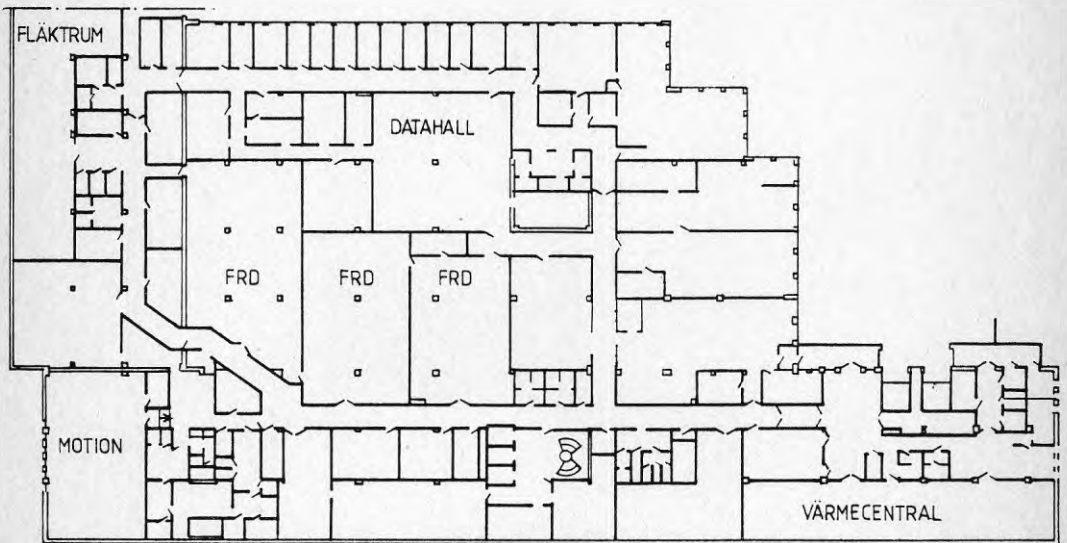 FLÄKTRUM
DATAHALL
FRD
FRD
FRD
MOTION
VÄRMECENTRAL